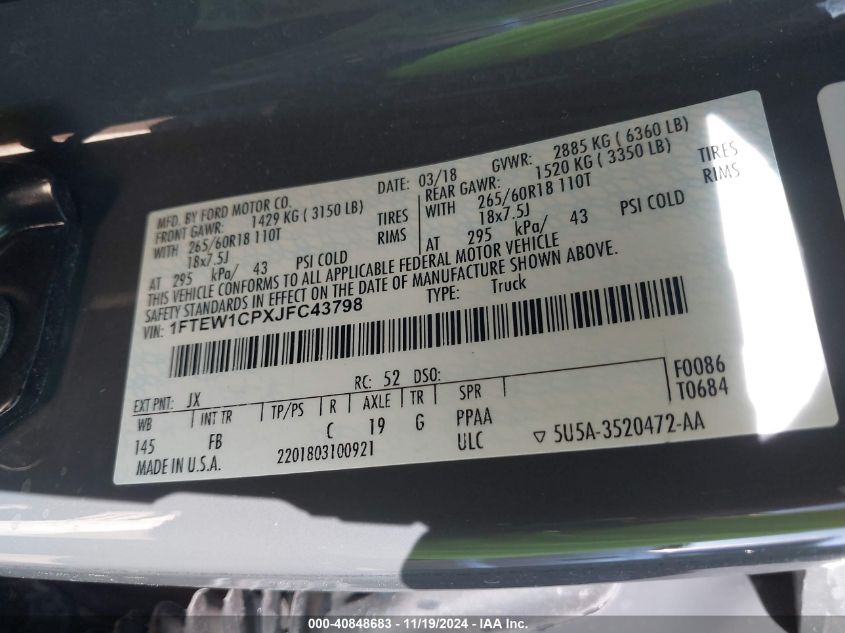 MFD. BY FORD MOTOR CO.
DATE: 03/18 GVWR: 2885 KG ( 6360 LB)
FRONT GAWR: 1429 KG ( 3150 LB)
REAR GAWR: 1520 KG ( 3350 LB)
WITH 265/60R18 110T TIRES
WITH 265/60R18 110T TIRES
18x7.5J RIMS
18x7.5J RIMS
AT 295 kPa/ 43 PSI COLD
AT 295 kPa/ 43 PSI COLD
THIS VEHICLE CONFORMS TO ALL APPLICABLE FEDERAL MOTOR VEHICLE
SAFETY STANDARDS IN EFFECT ON THE DATE OF MANUFACTURE SHOWN ABOVE.
VIN: 1FTEW1CPXJFC43798 TYPE: Truck
EXT PNT: JX RC: 52 DSO: F0086
WB INT TR TP/PS R AXLE TR SPR T0684
145 FB C 19 G PPAA
ULC ▽ 5U5A-3520472-AA
MADE IN U.S.A. 2201803100921
000-40848683 - 11/19/2024 - IAAI.COM